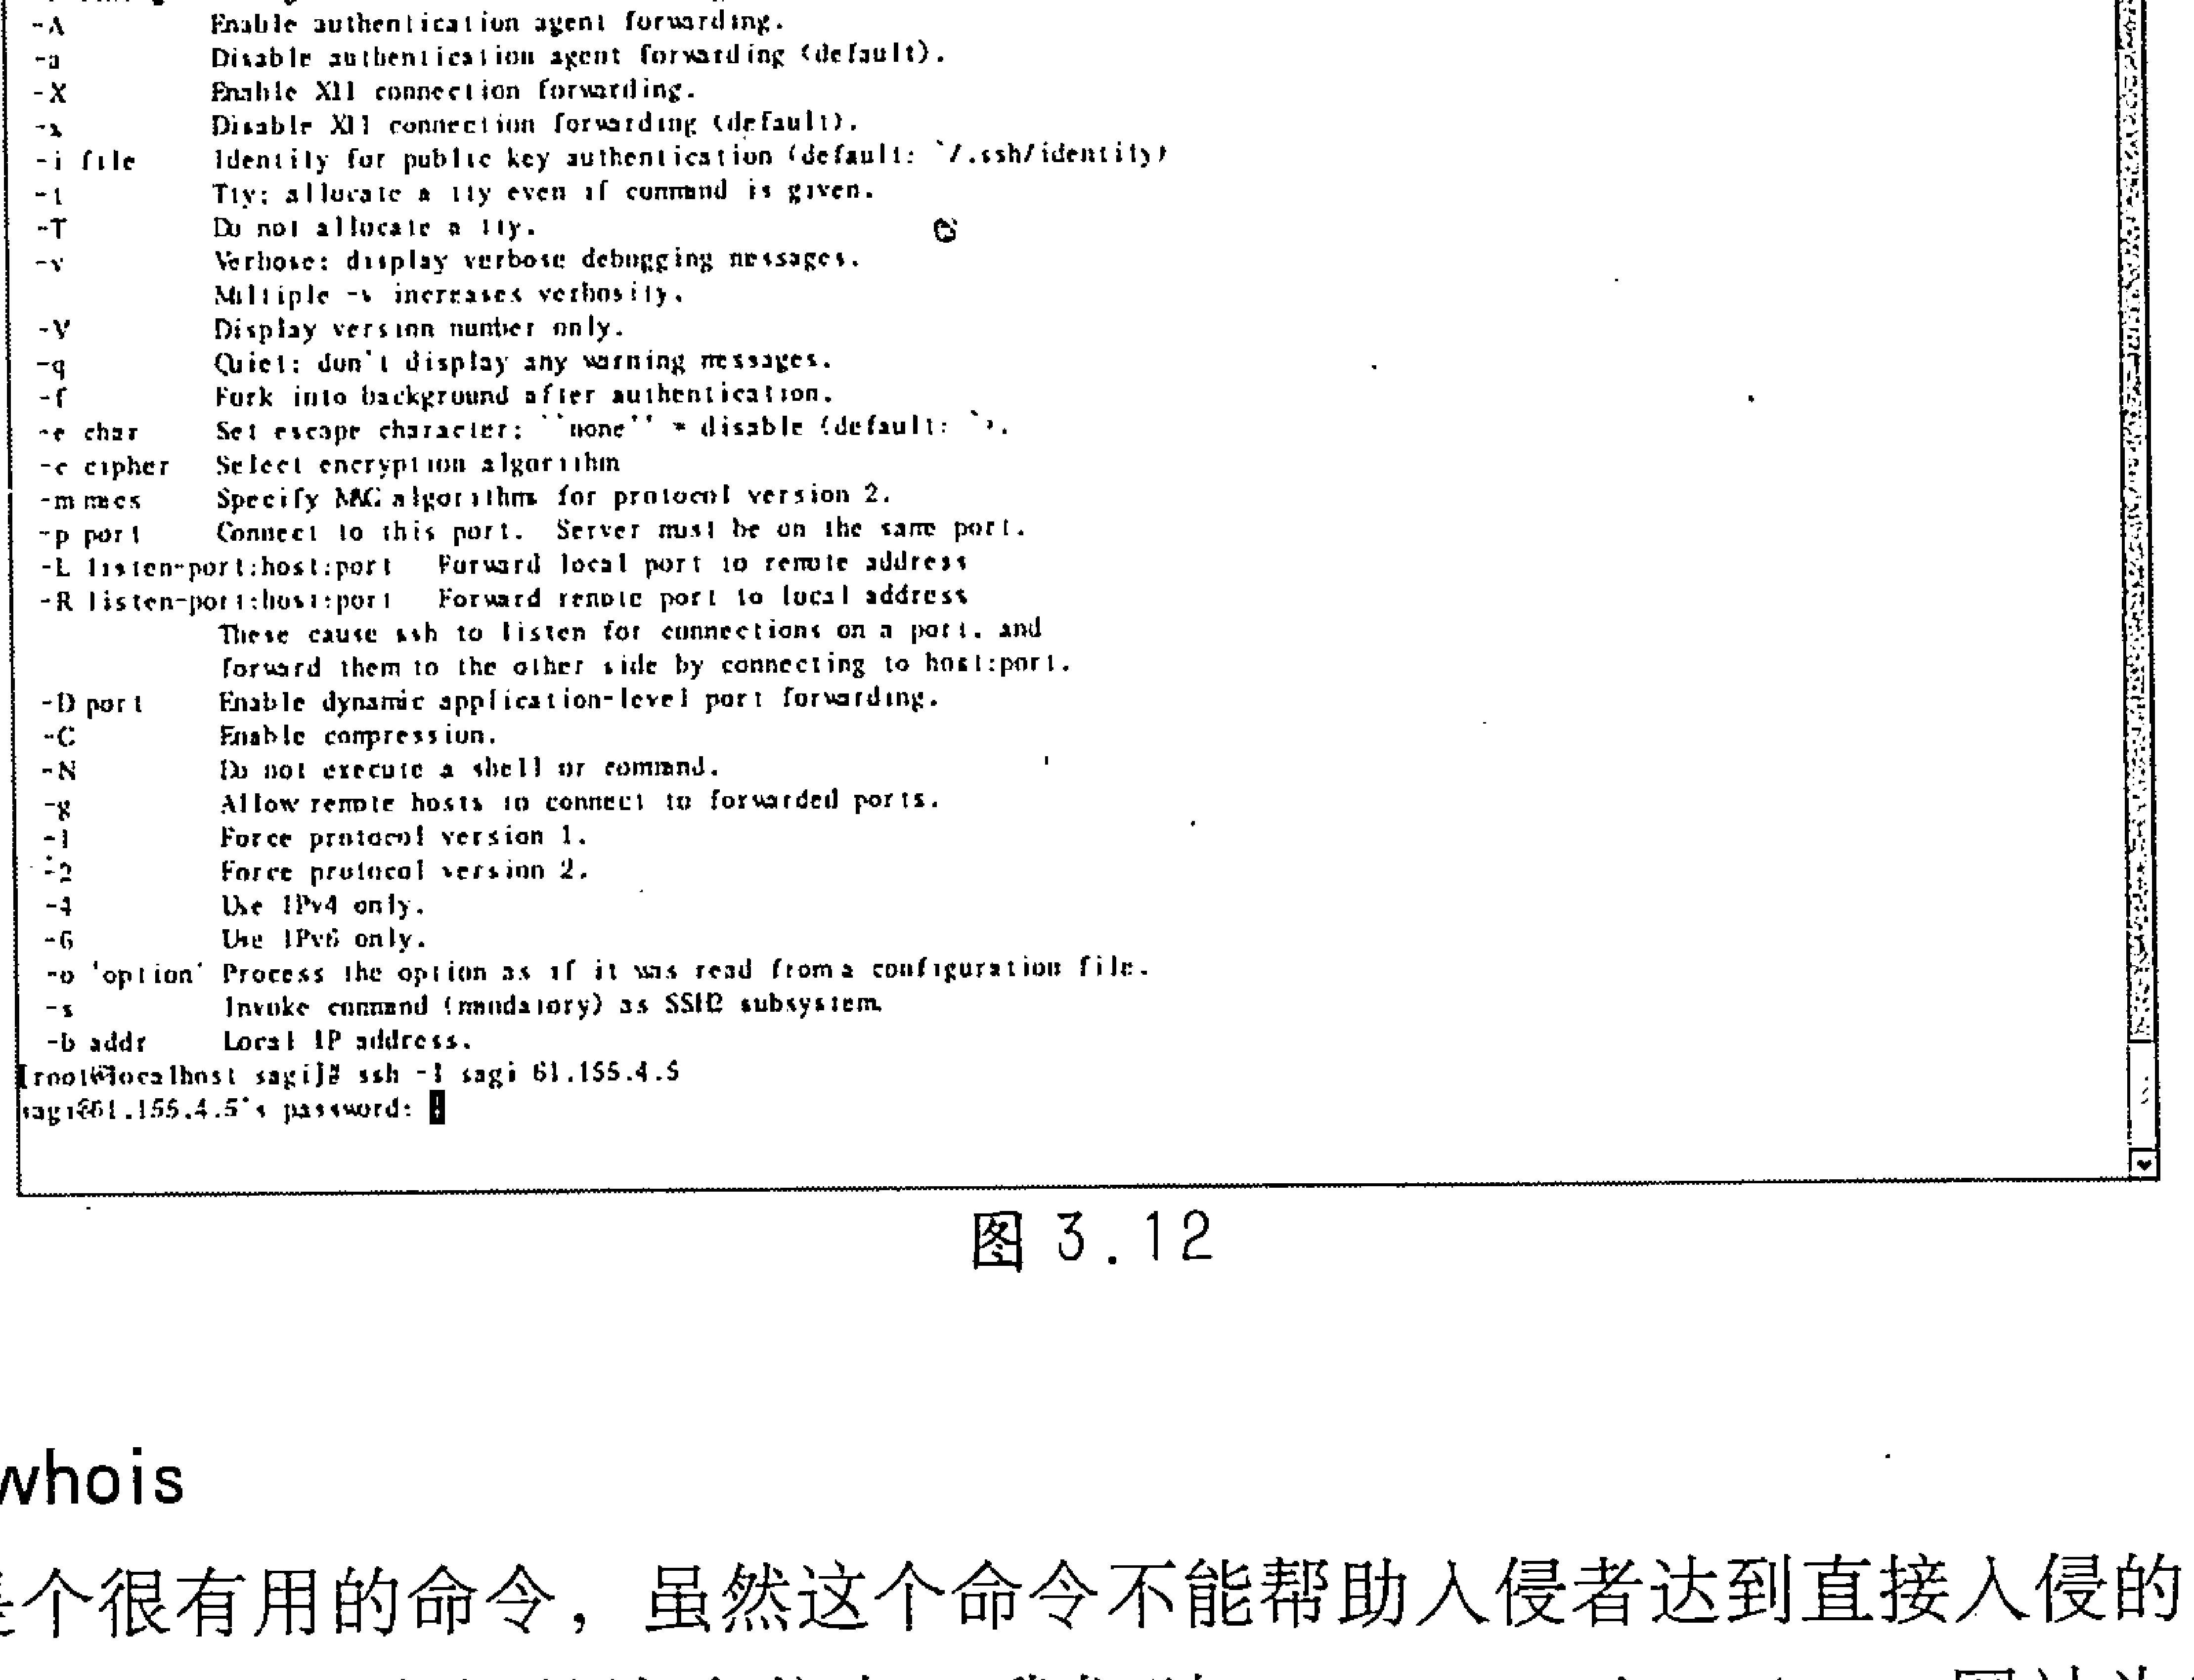 -A Enable authentication agent forwarding.
-a Disable authentication agent forwarding (default).
-X Enable X11 connection forwarding.
-x Disable X11 connection forwarding (default).
-i file Identity for public key authentication (default: ~/.ssh/identity)
-t Tty; allocate a tty even if command is given.
-T Do not allocate a tty.
-v Verbose; display verbose debugging messages.
Multiple -v increases verbosity.
-V Display version number only.
-q Quiet; don't display any warning messages.
-f Fork into background after authentication.
-e char Set escape character; ``none'' = disable (default: ~).
-c cipher Select encryption algorithm
-m macs Specify MAC algorithms for protocol version 2.
-p port Connect to this port. Server must be on the same port.
-L listen-port:host:port Forward local port to remote address
-R listen-port:host:port Forward remote port to local address
These cause ssh to listen for connections on a port, and
forward them to the other side by connecting to host:port.
-D port Enable dynamic application-level port forwarding.
-C Enable compression.
-N Do not execute a shell or command.
-g Allow remote hosts to connect to forwarded ports.
-1 Force protocol version 1.
-2 Force protocol version 2.
-4 Use IPv4 only.
-6 Use IPv6 only.
-o 'option' Process the option as if it was read from a configuration file.
-s Invoke command (mandatory) as SSH2 subsystem.
-b addr Local IP address.
[root@localhost sagi]# ssh -l sagi 61.155.4.5
sagi@61.155.4.5's password:
图 3.12
whois
是个很有用的命令，虽然这个命令不能帮助入侵者达到直接入侵的